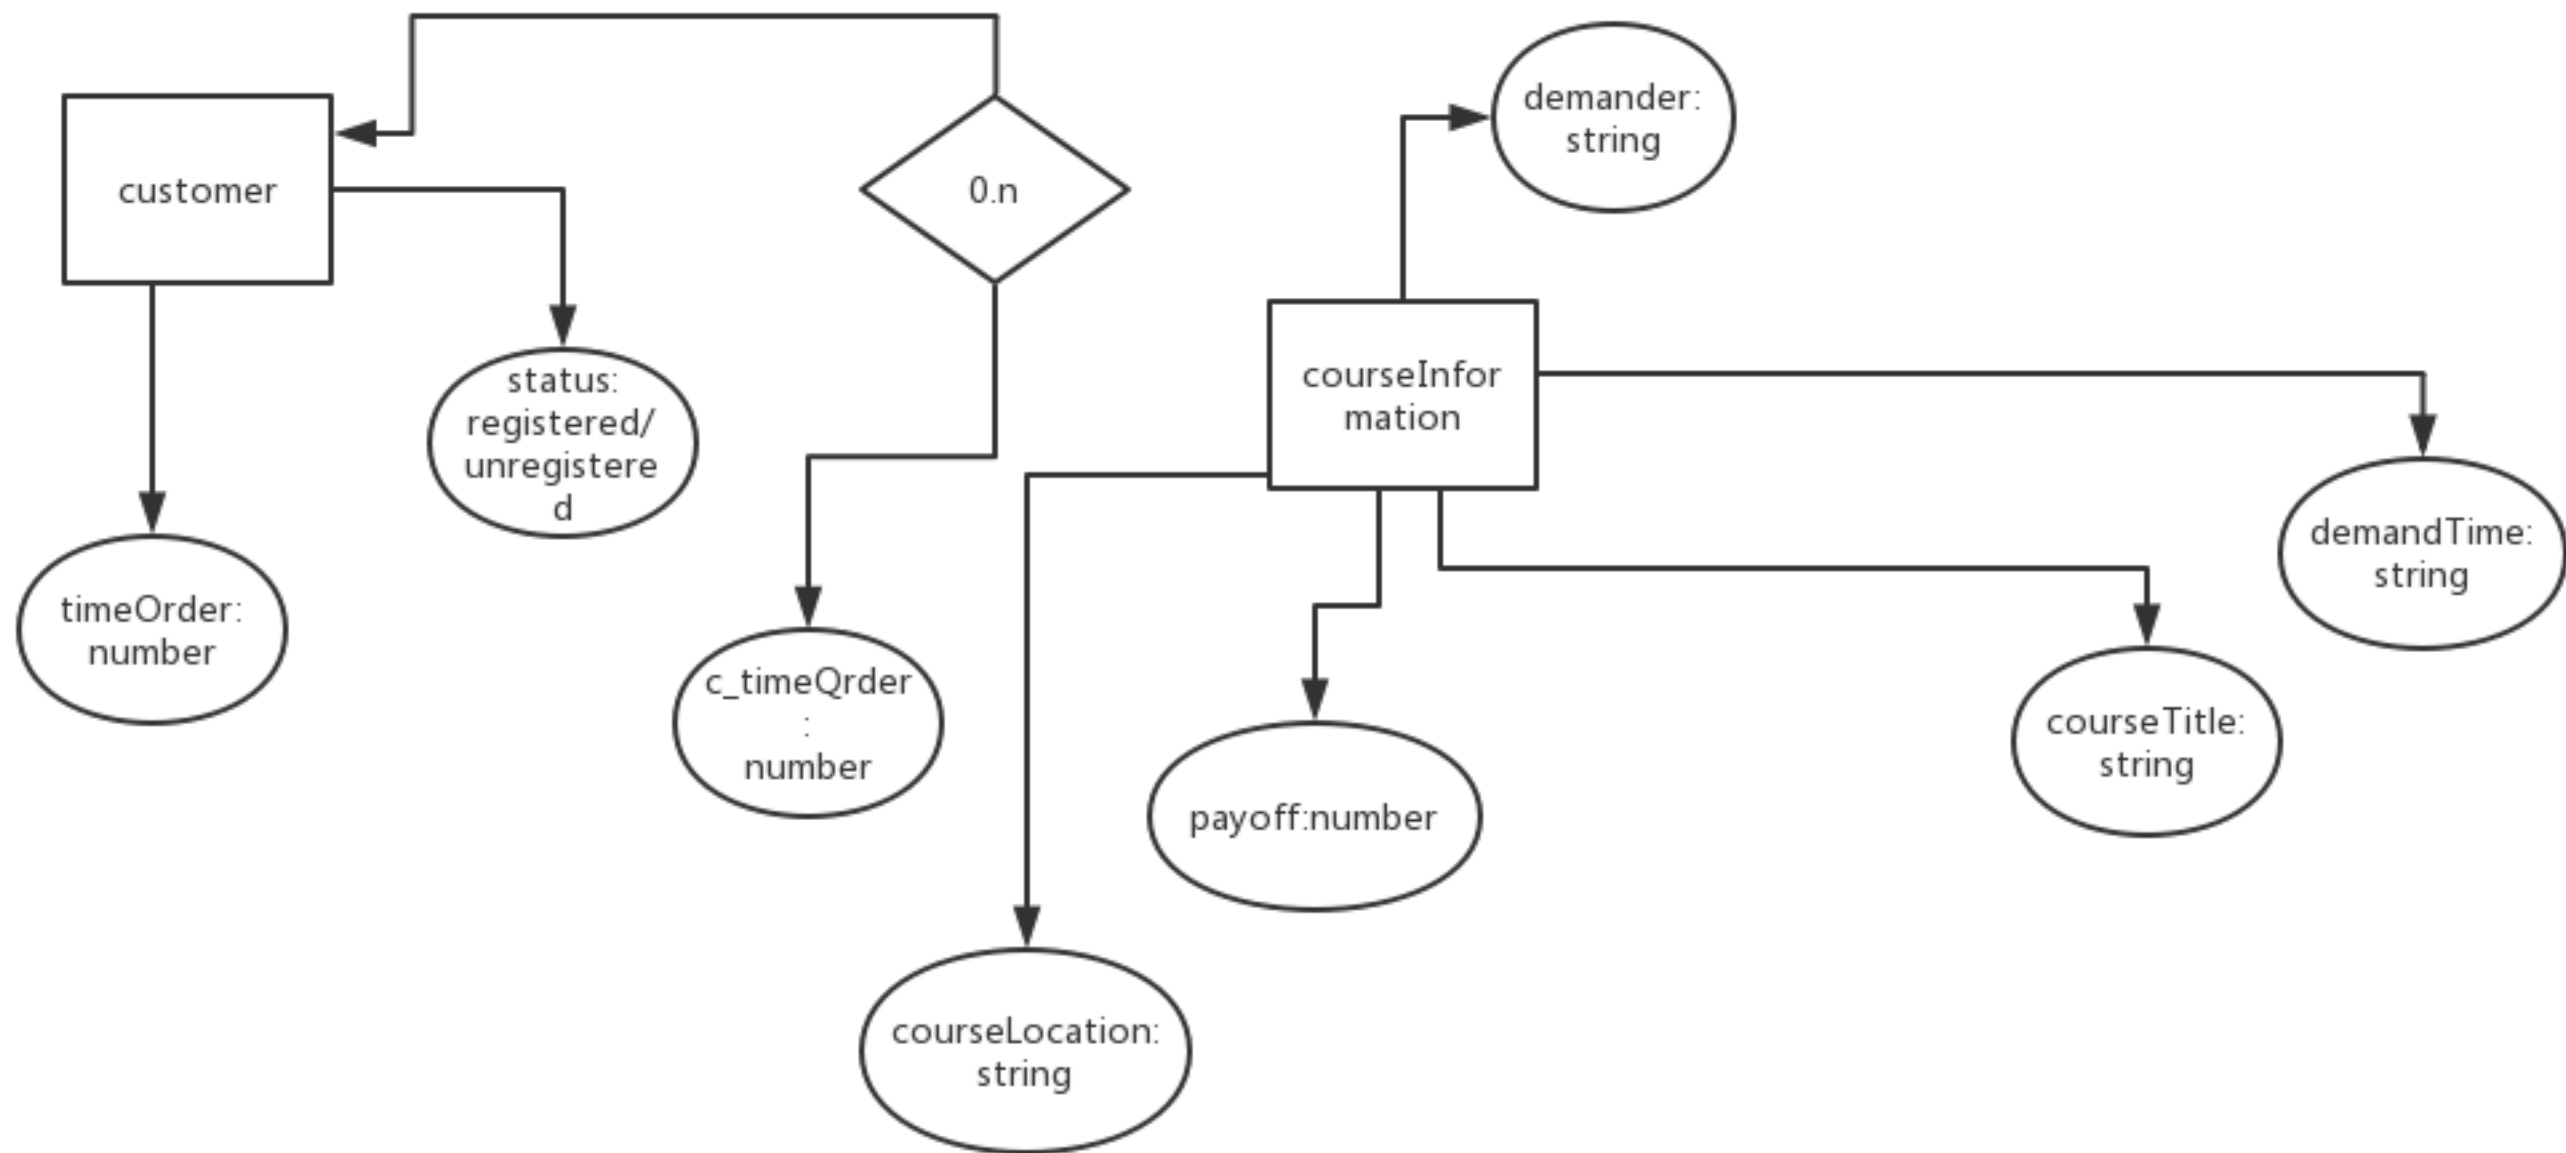 customer
0.n
demander:
string
status:
registered/
unregistere
d
courseInfor
mation
timeOrder:
number
c_timeQrder
:
number
demandTime:
string
courseTitle:
string
payoff:number
courseLocation:
string